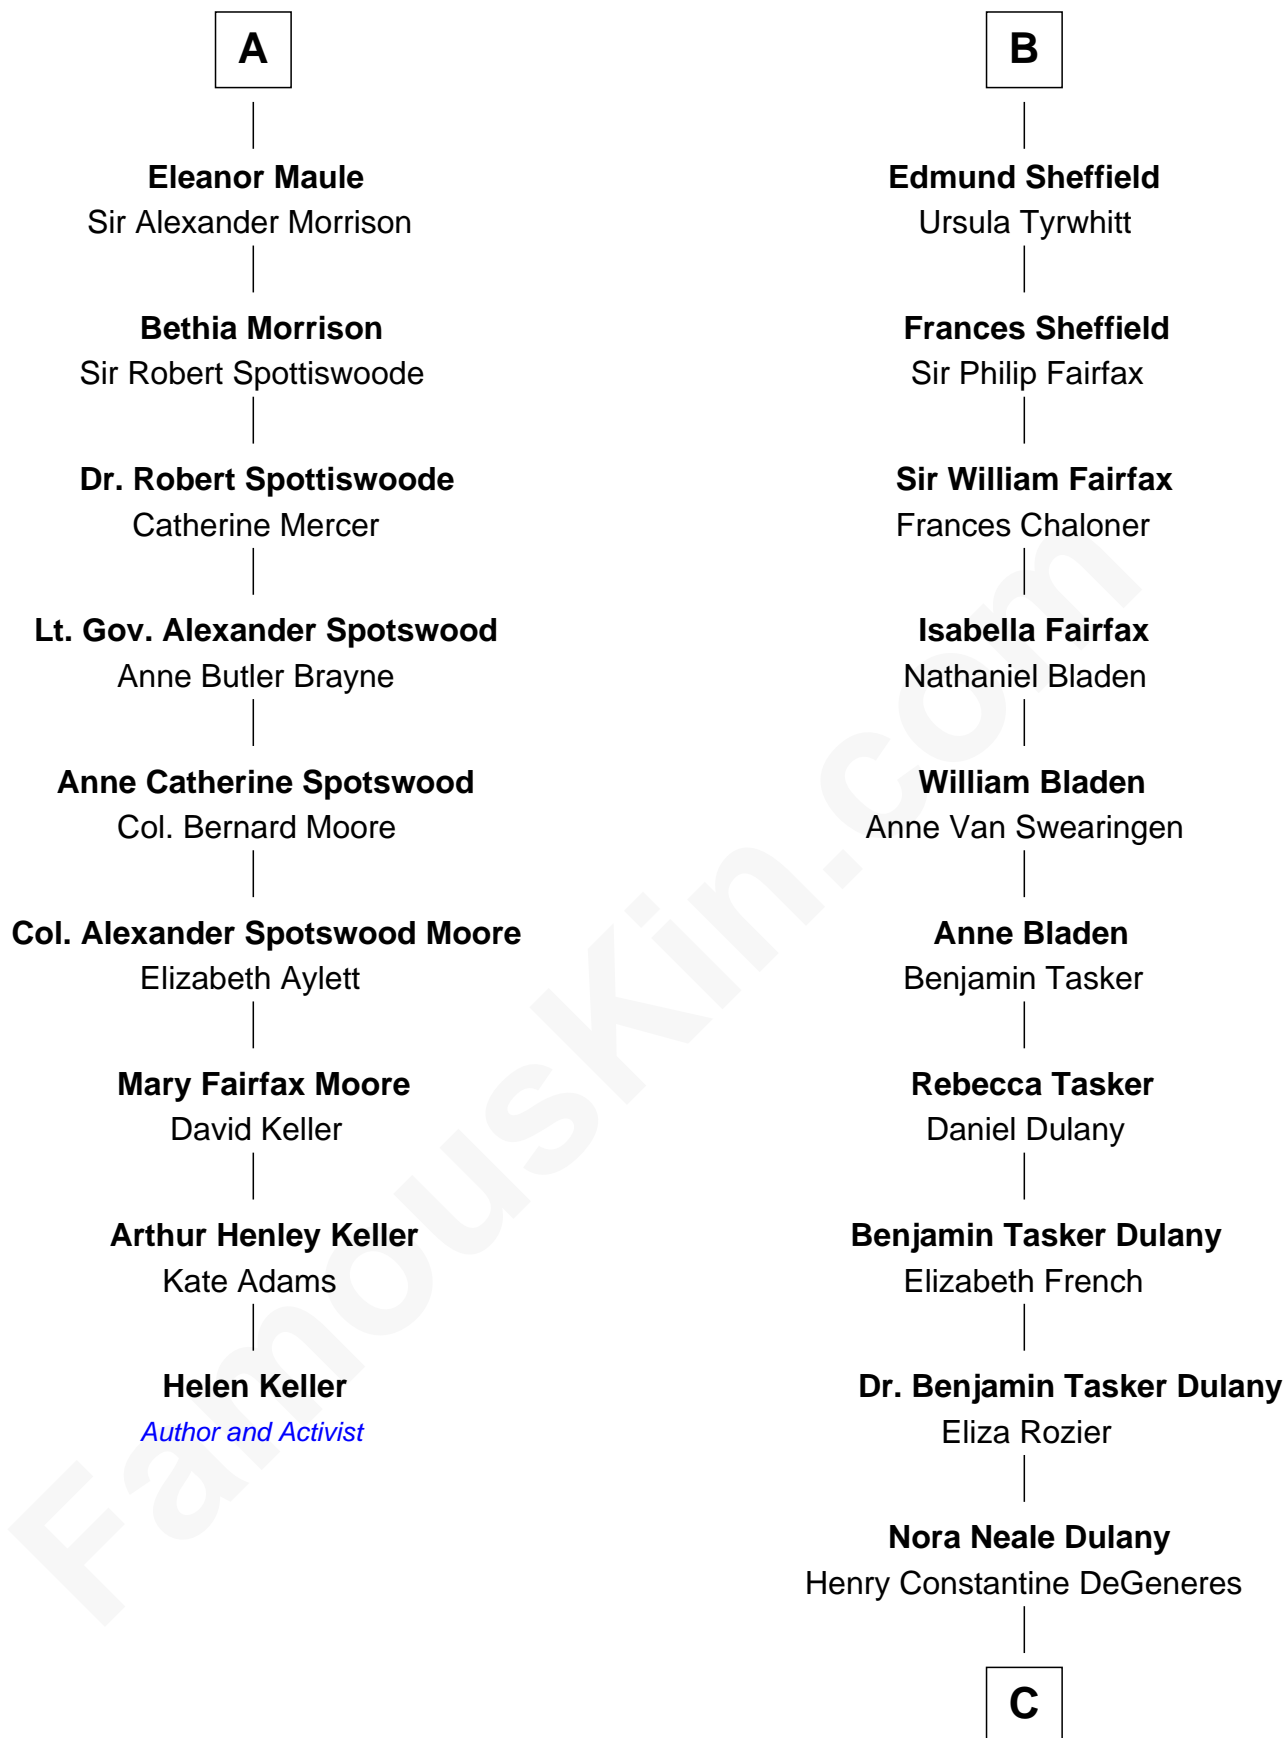 A
Eleanor Maule
Sir Alexander Morrison
Bethia Morrison
Sir Robert Spottiswoode
Dr. Robert Spottiswoode
Catherine Mercer
Lt. Gov. Alexander Spotswood
Anne Butler Brayne
Anne Catherine Spotswood
Col. Bernard Moore
Col. Alexander Spotswood Moore
Elizabeth Aylett
Mary Fairfax Moore
David Keller
Arthur Henley Keller
Kate Adams
Helen Keller
Author and Activist
B
Edmund Sheffield
Ursula Tyrwhitt
Frances Sheffield
Sir Philip Fairfax
Sir William Fairfax
Frances Chaloner
Isabella Fairfax
Nathaniel Bladen
William Bladen
Anne Van Swearingen
Anne Bladen
Benjamin Tasker
Rebecca Tasker
Daniel Dulany
Benjamin Tasker Dulany
Elizabeth French
Dr. Benjamin Tasker Dulany
Eliza Rozier
Nora Neale Dulany
Henry Constantine DeGeneres
C
FamousKin.com